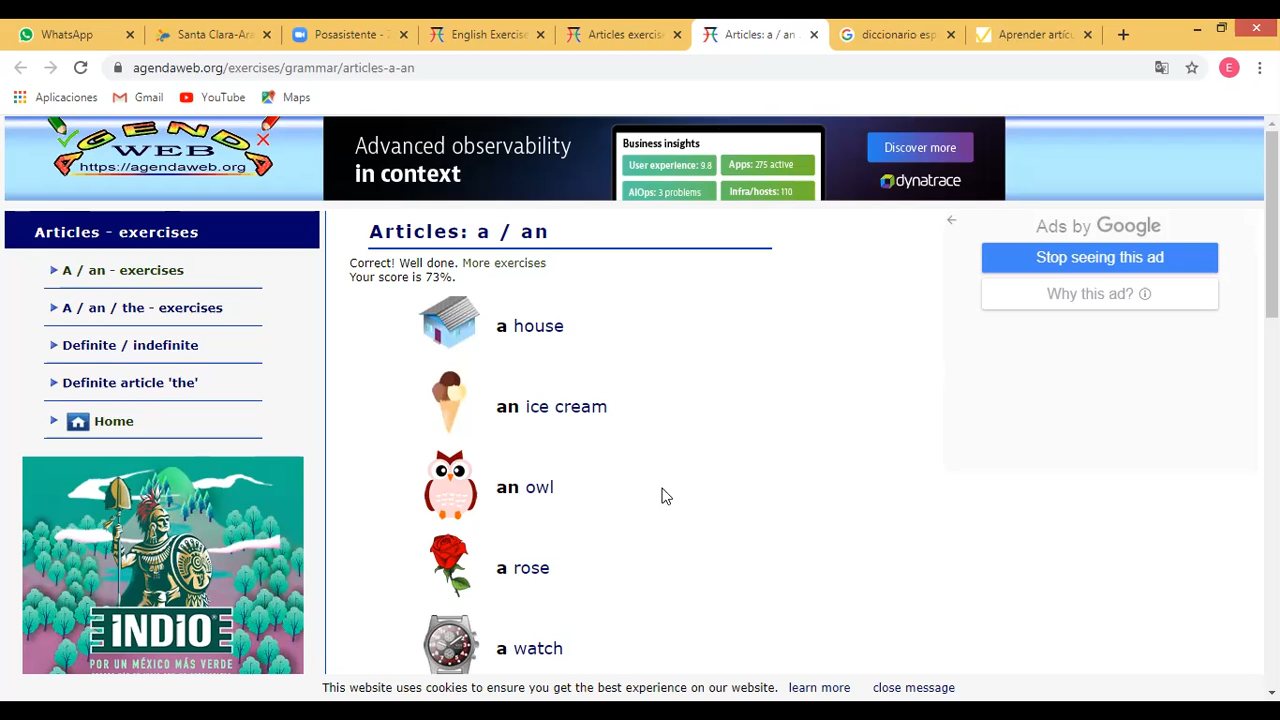 WhatsApp
Santa Clara-Ara
Posasistente - Z
English Exercise
Articles exercis
Articles: a / an
diccionario esp
Aprender artícu
agendaweb.org/exercises/grammar/articles-a-an
E
Aplicaciones
Gmail
YouTube
Maps
AGENDA
WEB
https://agendaweb.org
Advanced observability
in context
Business insights
User experience: 9.8
Apps: 275 active
AIOps: 3 problems
Infra/hosts: 110
Discover more
dynatrace
Articles - exercises
A / an - exercises
A / an / the - exercises
Definite / indefinite
Definite article 'the'
Home
INDIO
POR UN MÉXICO MÁS VERDE
Articles: a / an
Correct! Well done. More exercises
Your score is 73%.
a house
an ice cream
an owl
a rose
a watch
Ads by Google
Stop seeing this ad
Why this ad?
This website uses cookies to ensure you get the best experience on our website. learn more close message